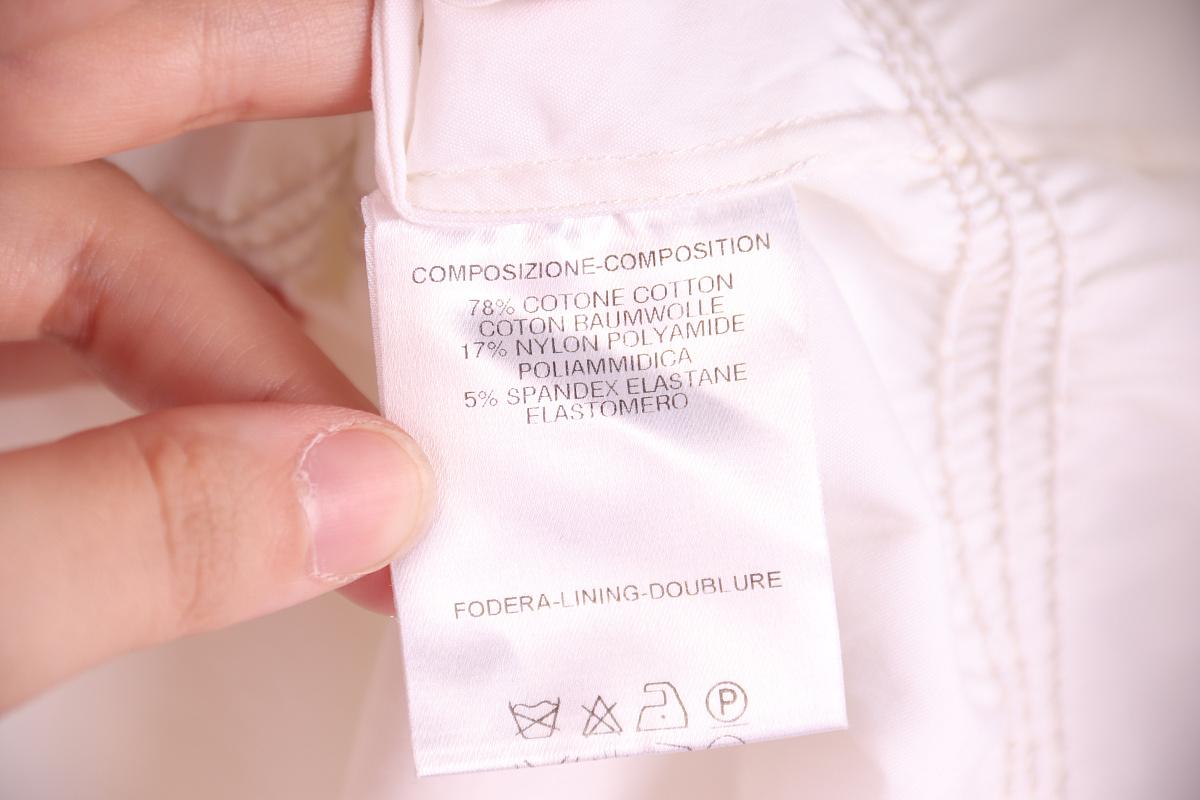 COMPOSIZIONE-COMPOSITION
78% COTONE COTTON
COTON BAUMWOLLE
17% NYLON POLYAMIDE
POLIAMMIDICA
5% SPANDEX ELASTANE
ELASTOMERO
FODERA-LINING-DOUBLURE
P